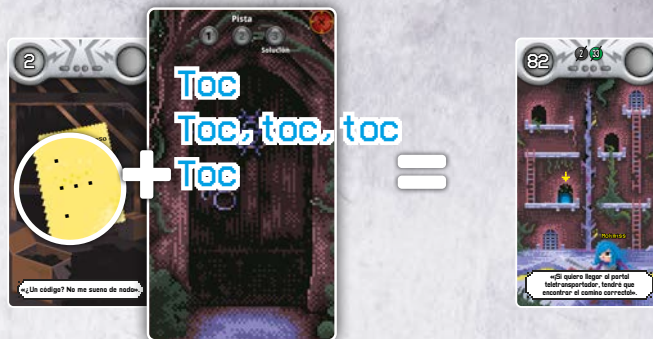 2
«¿Un código? No me suena de nada».
+
Pista
1 2 3
Solución
Toc
Toc, toc, toc
Toc
=
82
2 33
Monkiss
«¡Si quiero llegar al portal
teletransportador, tendré que
encontrar el camino correcto!».